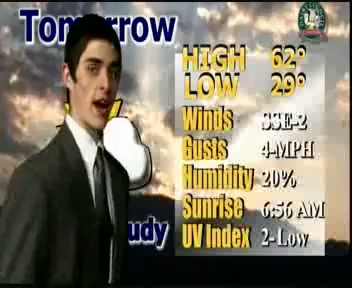 Tomorrow
HIGH 62°
LOW 29°
Winds SSE-2
Gusts 4-MPH
Humidity 20%
Sunrise 6:56 AM
udy UV Index 2-Low